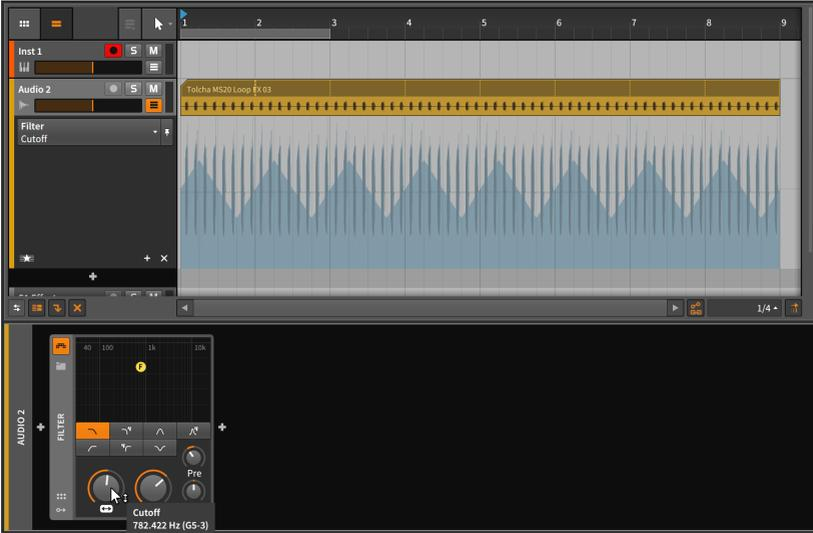 1 2 3 4 5 6 7 8 9
Inst 1
S M
Audio 2
S M
Tolcha MS20 Loop FX 03
Filter
Cutoff
1/4
AUDIO 2
FILTER
40 100 1k 10k
F
Pre
Cutoff
782.422 Hz (G5-3)